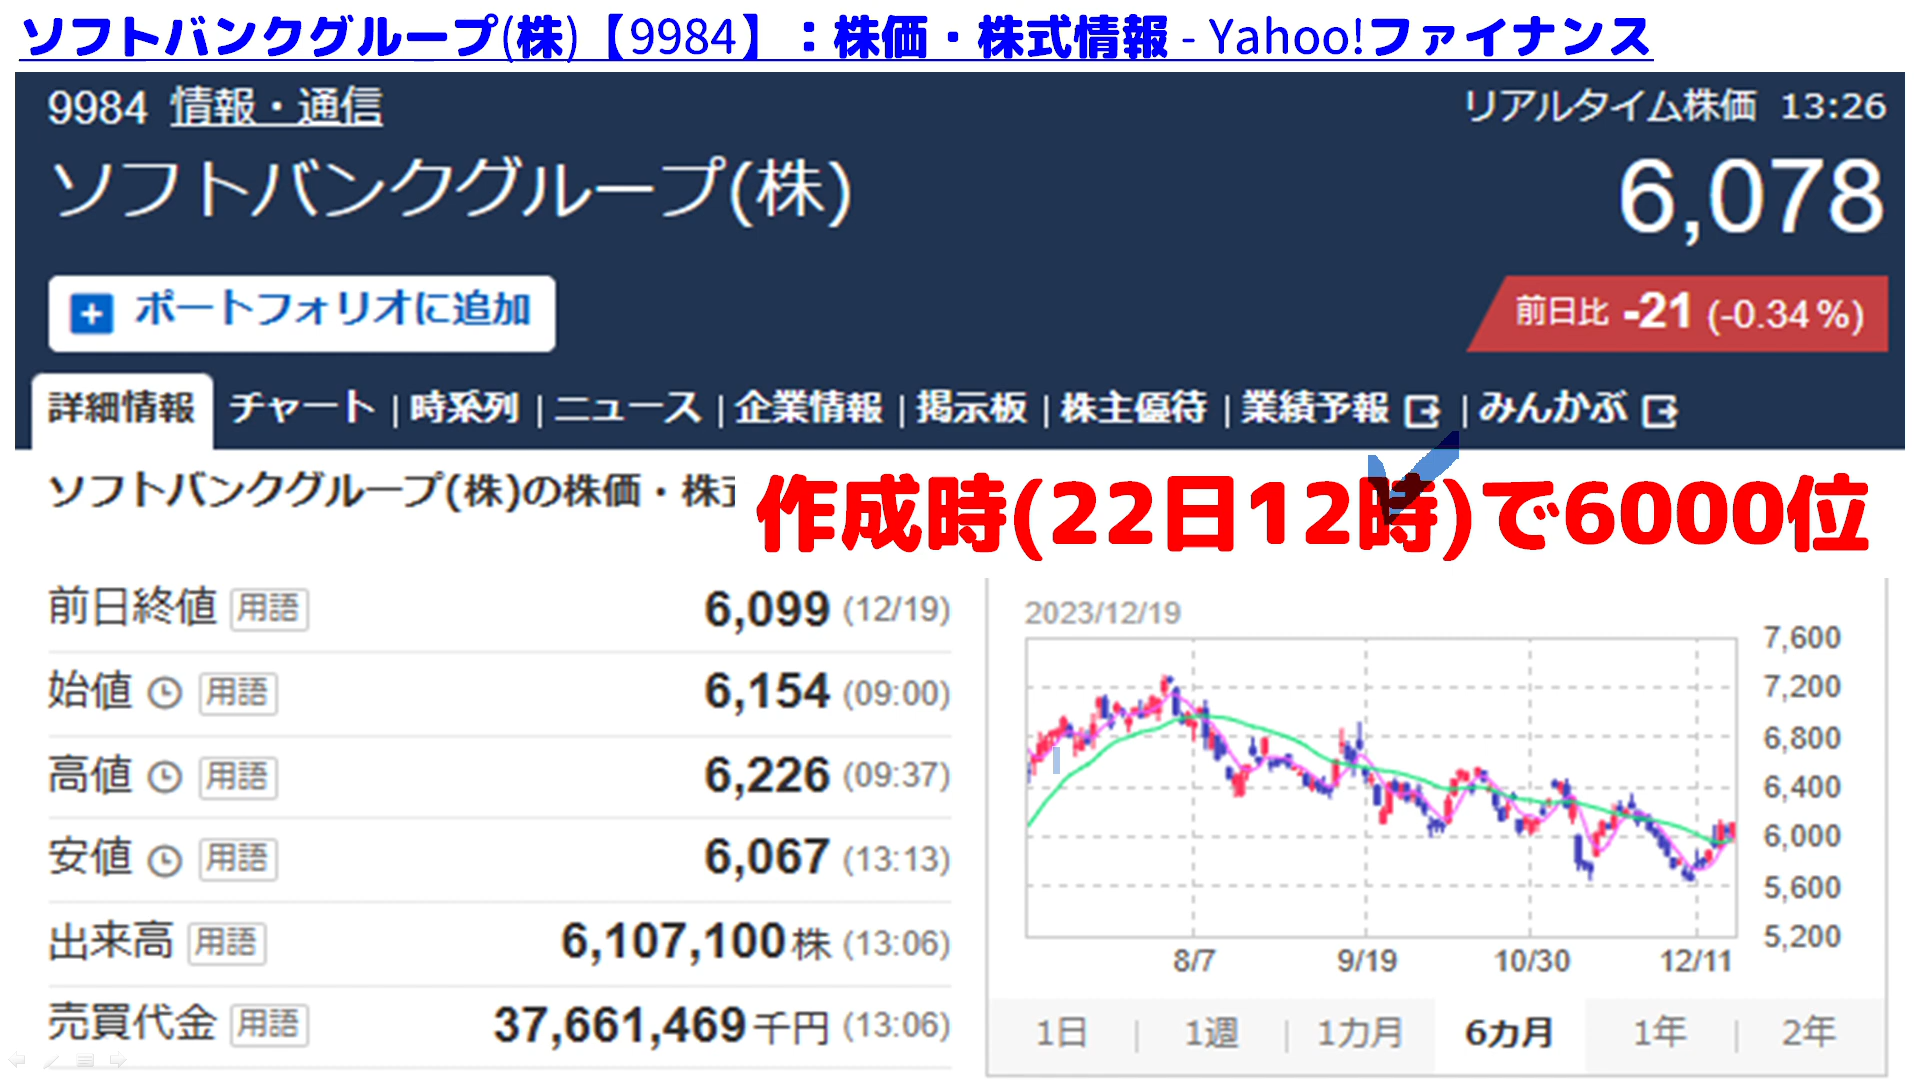 ソフトバンクグループ(株)【9984】：株価・株式情報 - Yahoo!ファイナンス
9984 情報・通信
リアルタイム株価 13:26
ソフトバンクグループ(株)
6,078
ポートフォリオに追加
前日比 -21 (-0.34%)
詳細情報 チャート | 時系列 | ニュース | 企業情報 | 掲示板 | 株主優待 | 業績予報 | みんかぶ
ソフトバンクグループ(株)の株価・株
作成時(22日12時)で6000位
前日終値 用語 6,099 (12/19)
始値 用語 6,154 (09:00)
高値 用語 6,226 (09:37)
安値 用語 6,067 (13:13)
出来高 用語 6,107,100株 (13:06)
売買代金 用語 37,661,469千円 (13:06)
2023/12/19
7,600
7,200
6,800
6,400
6,000
5,600
5,200
8/7 9/19 10/30 12/11
1日 | 1週 | 1カ月 6カ月 1年 | 2年